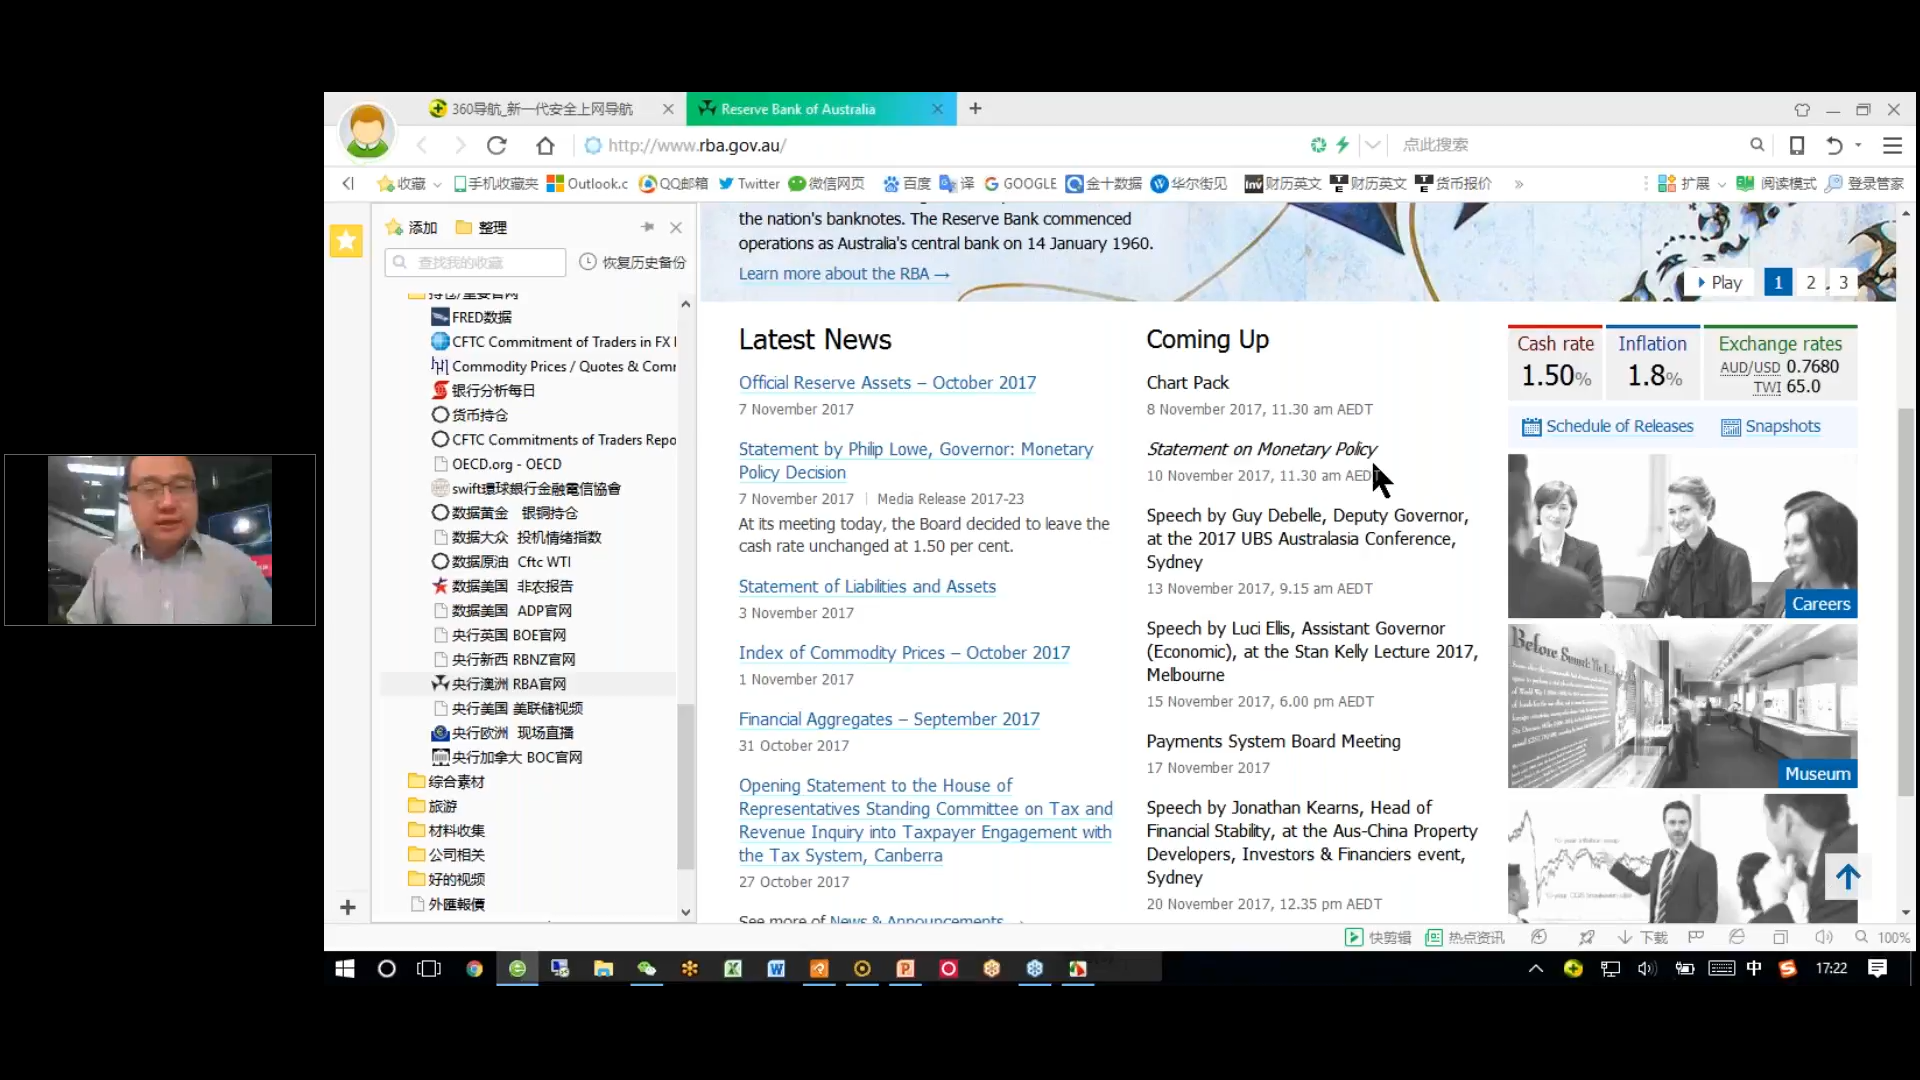 360导航_新一代安全上网导航
Reserve Bank of Australia
http://www.rba.gov.au/
点此搜索
收藏
手机收藏夹
Outlook.c
QQ邮箱
Twitter
微信网页
百度
译
GOOGLE
金十数据
华尔街见
财历英文
财历英文
货币报价
»
扩展
阅读模式
登录管家
添加
整理
查找我的收藏
恢复历史备份
FRED数据
CFTC Commitment of Traders in FX
Commodity Prices / Quotes & Com
银行分析每日
货币持仓
CFTC Commitments of Traders Repo
OECD.org - OECD
swift環球銀行金融電信協會
数据黄金 银铜持仓
数据大众 投机情绪指数
数据原油 Cftc WTI
数据美国 非农报告
数据美国 ADP官网
央行英国 BOE官网
央行新西 RBNZ官网
央行澳洲 RBA官网
央行美国 美联储视频
央行欧洲 现场直播
央行加拿大 BOC官网
综合素材
旅游
材料收集
公司相关
好的视频
外匯報價
the nation's banknotes. The Reserve Bank commenced
operations as Australia's central bank on 14 January 1960.
Learn more about the RBA →
Play
1
2
3
Latest News
Official Reserve Assets – October 2017
7 November 2017
Statement by Philip Lowe, Governor: Monetary
Policy Decision
7 November 2017 | Media Release 2017-23
At its meeting today, the Board decided to leave the
cash rate unchanged at 1.50 per cent.
Statement of Liabilities and Assets
3 November 2017
Index of Commodity Prices – October 2017
1 November 2017
Financial Aggregates – September 2017
31 October 2017
Opening Statement to the House of
Representatives Standing Committee on Tax and
Revenue Inquiry into Taxpayer Engagement with
the Tax System, Canberra
27 October 2017
See more of News & Announcements
Coming Up
Chart Pack
8 November 2017, 11.30 am AEDT
Statement on Monetary Policy
10 November 2017, 11.30 am AEDT
Speech by Guy Debelle, Deputy Governor,
at the 2017 UBS Australasia Conference,
Sydney
13 November 2017, 9.15 am AEDT
Speech by Luci Ellis, Assistant Governor
(Economic), at the Stan Kelly Lecture 2017,
Melbourne
15 November 2017, 6.00 pm AEDT
Payments System Board Meeting
17 November 2017
Speech by Jonathan Kearns, Head of
Financial Stability, at the Aus-China Property
Developers, Investors & Financiers event,
Sydney
20 November 2017, 12.35 pm AEDT
Cash rate
1.50%
Inflation
1.8%
Exchange rates
AUD/USD 0.7680
TWI 65.0
Schedule of Releases
Snapshots
Careers
Museum
快剪辑
热点资讯
下载
100%
中
17:22